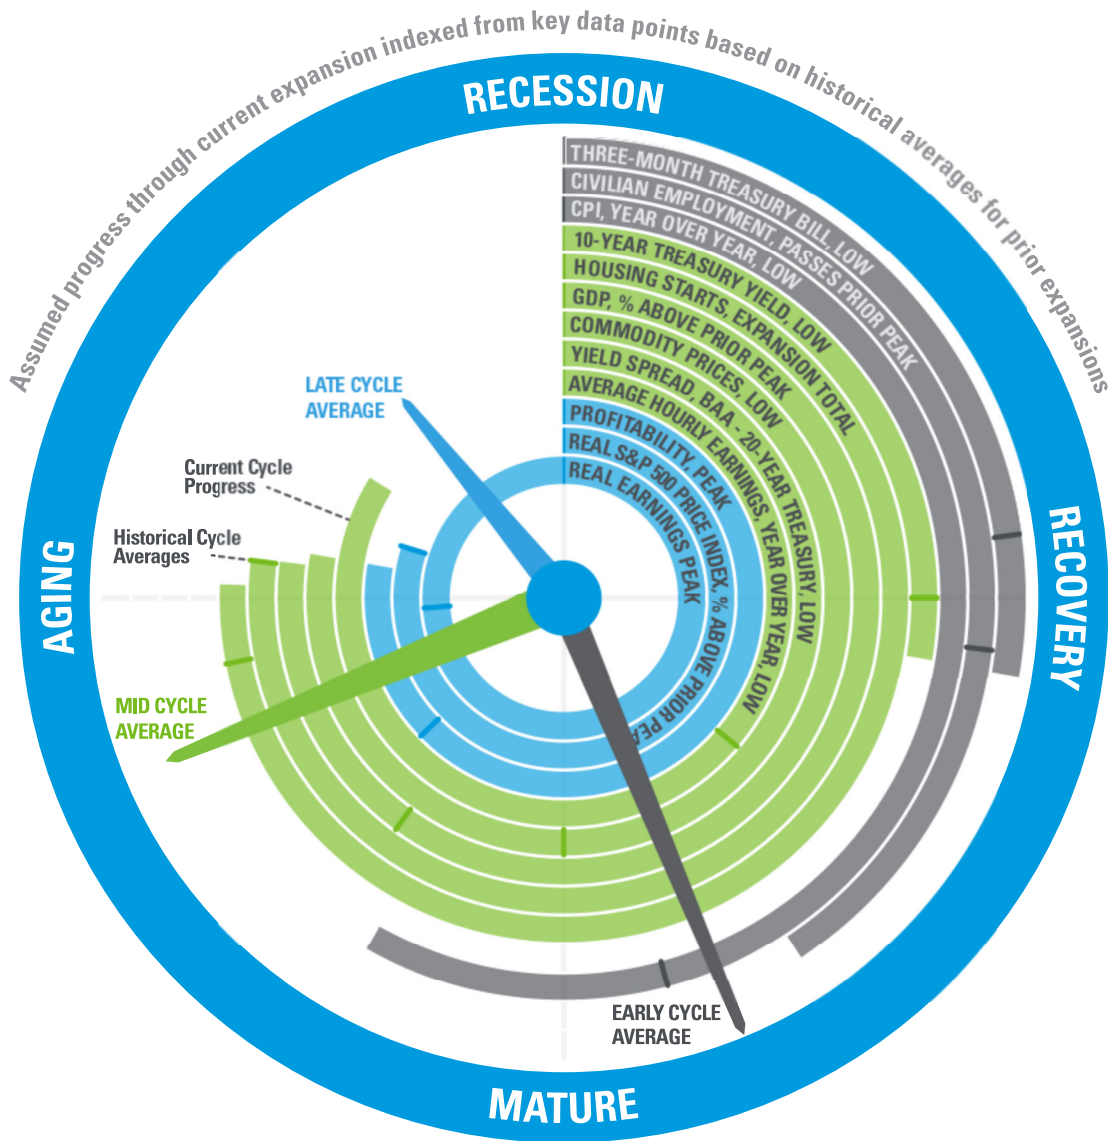 Assumed progress through current expansion indexed from key data points based on historical averages for prior expansions
RECESSION
THREE-MONTH TREASURY BILL, LOW
CIVILIAN EMPLOYMENT, PASSES PRIOR PEAK
CPI, YEAR OVER YEAR, LOW
10-YEAR TREASURY YIELD, LOW
HOUSING STARTS, EXPANSION TOTAL
GDP, % ABOVE PRIOR PEAK
COMMODITY PRICES, LOW
YIELD SPREAD, BAA - 20-YEAR TREASURY, LOW
AVERAGE HOURLY EARNINGS, YEAR OVER YEAR, LOW
PROFITABILITY, PEAK
REAL S&P 500 PRICE INDEX, % ABOVE PRIOR PEA
REAL EARNINGS PEAK
LATE CYCLE
AVERAGE
Current Cycle
Progress
Historical Cycle
Averages
AGING
RECOVERY
MID CYCLE
AVERAGE
EARLY CYCLE
AVERAGE
MATURE